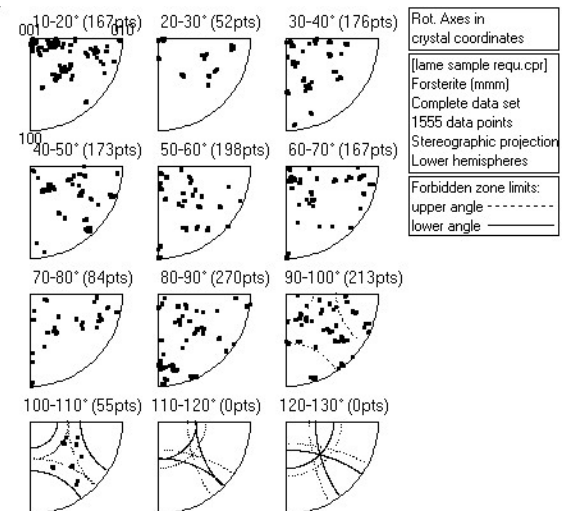 10-20° (167pts)
001
010
100
20-30° (52pts)
30-40° (176pts)
Rot. Axes in
crystal coordinates
[lame sample requ.cpr]
Forsterite (mmm)
Complete data set
1555 data points
Stereographic projection
Lower hemispheres
Forbidden zone limits:
upper angle
lower angle
40-50° (173pts)
50-60° (198pts)
60-70° (167pts)
70-80° (84pts)
80-90° (270pts)
90-100° (213pts)
100-110° (55pts)
110-120° (0pts)
120-130° (0pts)